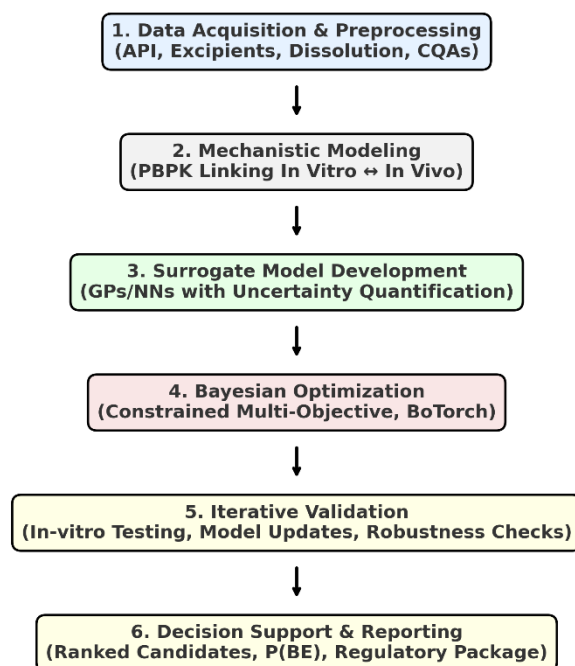 1. Data Acquisition & Preprocessing
(API, Excipients, Dissolution, CQAs)
2. Mechanistic Modeling
(PBPK Linking In Vitro ↔ In Vivo)
3. Surrogate Model Development
(GPs/NNs with Uncertainty Quantification)
4. Bayesian Optimization
(Constrained Multi-Objective, BoTorch)
5. Iterative Validation
(In-vitro Testing, Model Updates, Robustness Checks)
6. Decision Support & Reporting
(Ranked Candidates, P(BE), Regulatory Package)